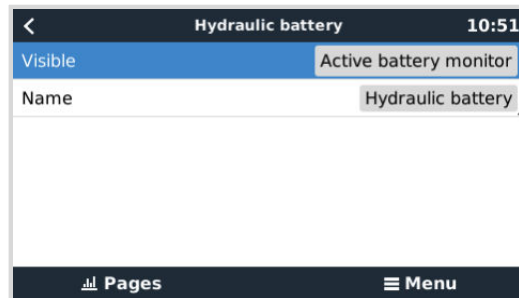 Hydraulic battery 10:51
Visible Active battery monitor
Name Hydraulic battery
Pages Menu